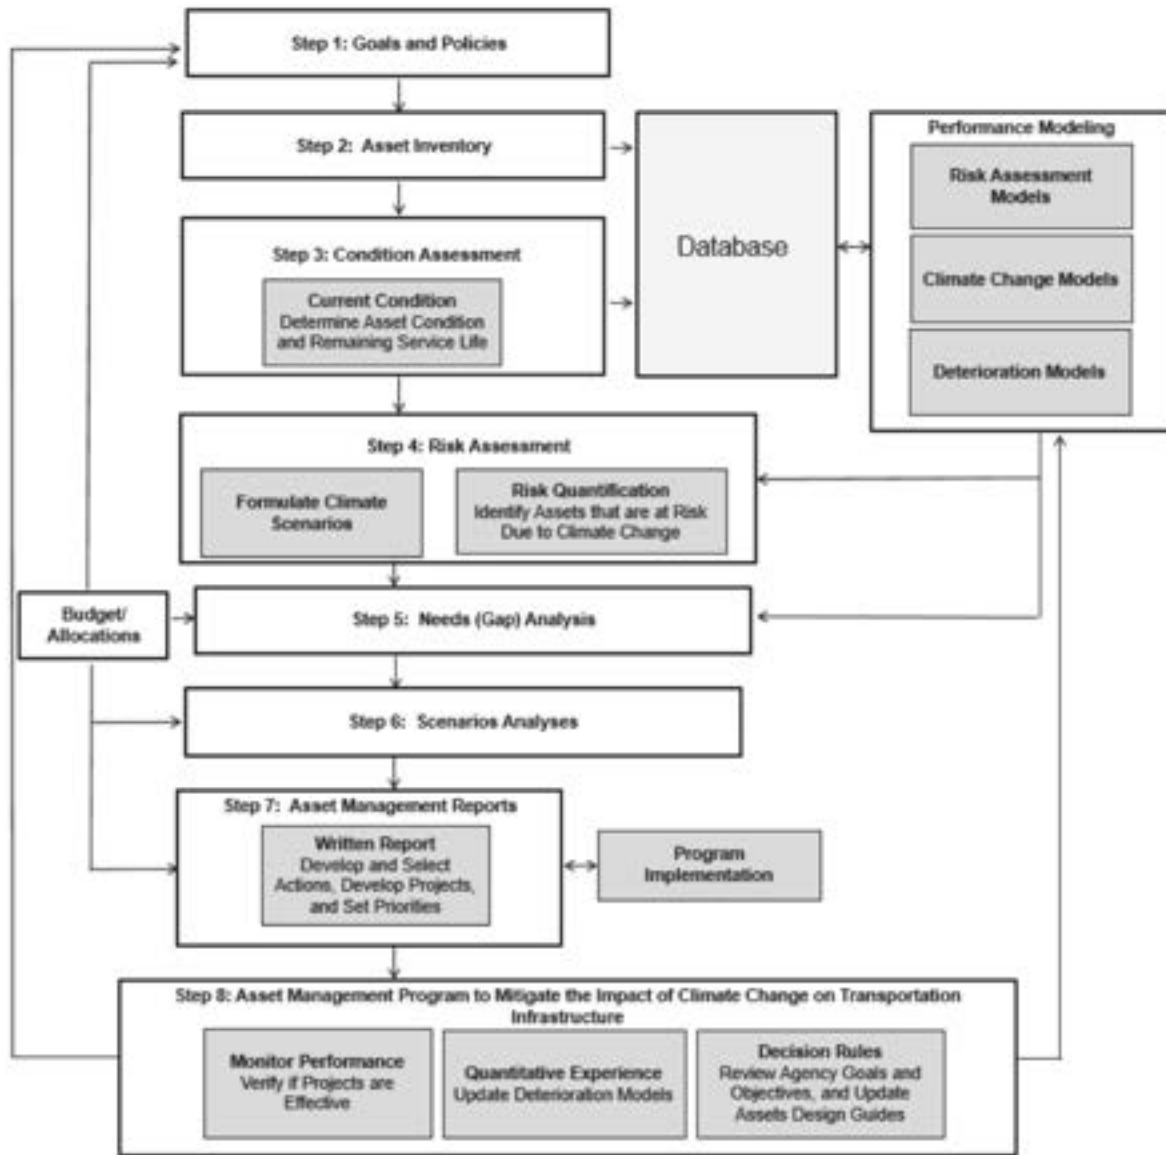 Step 1: Goals and Policies
Step 2: Asset Inventory
Step 3: Condition Assessment
Current Condition
Determine Asset Condition
and Remaining Service Life
Database
Performance Modeling
Risk Assessment
Models
Climate Change Models
Deterioration Models
Step 4: Risk Assessment
Formulate Climate
Scenarios
Risk Quantification
Identify Assets that are at Risk
Due to Climate Change
Budget/
Allocations
Step 5: Needs (Gap) Analysis
Step 6: Scenarios Analyses
Step 7: Asset Management Reports
Written Report
Develop and Select
Actions, Develop Projects,
and Set Priorities
Program
Implementation
Step 8: Asset Management Program to Mitigate the Impact of Climate Change on Transportation
Infrastructure
Monitor Performance
Verify if Projects are
Effective
Quantitative Experience
Update Deterioration Models
Decision Rules
Review Agency Goals and
Objectives, and Update
Assets Design Guides